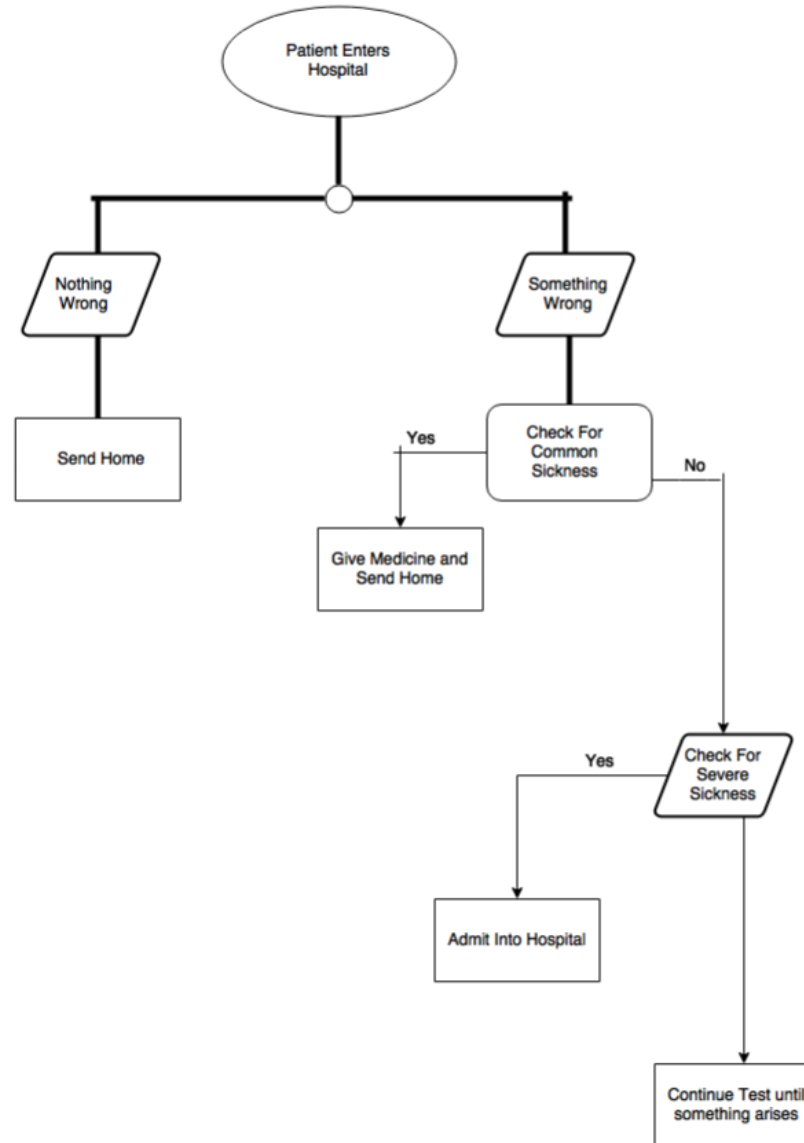 Patient Enters
Hospital
Nothing
Wrong
Something
Wrong
Send Home
Yes
Check For
Common
Sickness
No
Give Medicine and
Send Home
Yes
Check For
Severe
Sickness
Admit Into Hospital
Continue Test until
something arises